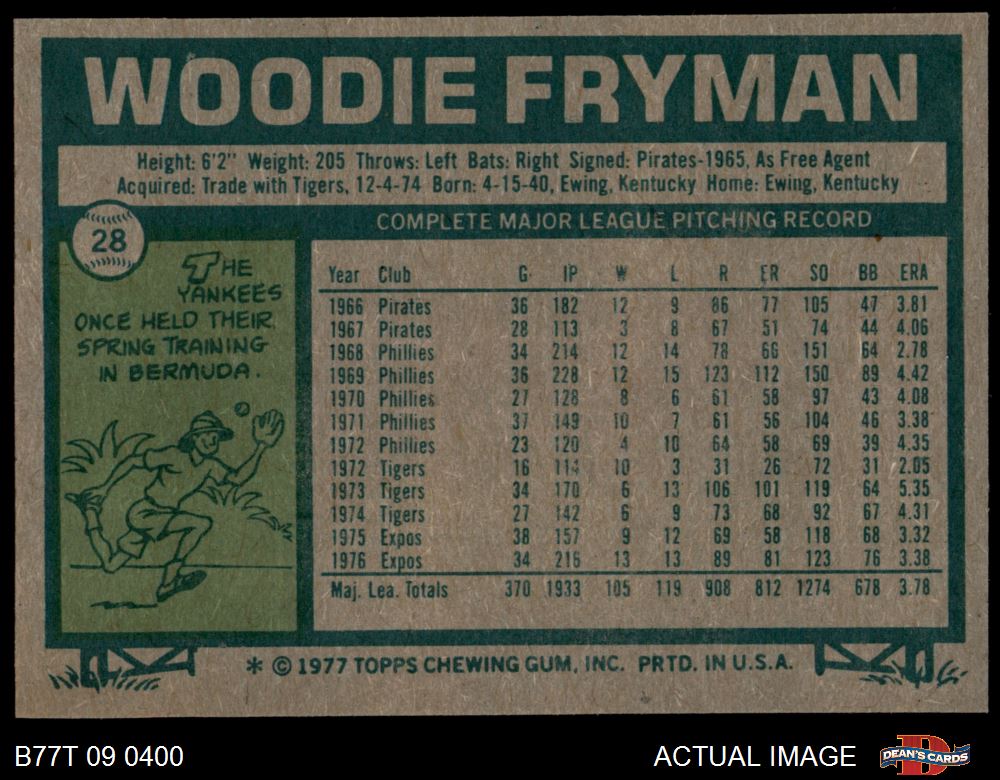 WOODIE FRYMAN
Height: 6'2" Weight: 205 Throws: Left Bats: Right Signed: Pirates-1965, As Free Agent
Acquired: Trade with Tigers, 12-4-74 Born: 4-15-40, Ewing, Kentucky Home: Ewing, Kentucky
28
THE
YANKEES
ONCE HELD THEIR
SPRING TRAINING
IN BERMUDA.
COMPLETE MAJOR LEAGUE PITCHING RECORD
Year Club G IP W L R ER SO BB ERA
1966 Pirates 36 182 12 9 86 77 105 47 3.81
1967 Pirates 28 113 3 8 67 51 74 44 4.06
1968 Phillies 34 214 12 14 78 66 151 64 2.78
1969 Phillies 36 228 12 15 123 112 150 89 4.42
1970 Phillies 27 128 8 6 61 58 97 43 4.08
1971 Phillies 37 149 10 7 61 56 104 46 3.38
1972 Phillies 23 120 4 10 64 58 69 39 4.35
1972 Tigers 16 114 10 3 31 26 72 31 2.05
1973 Tigers 34 170 6 13 106 101 119 64 5.35
1974 Tigers 27 142 6 9 73 68 92 67 4.31
1975 Expos 38 157 9 12 69 58 118 68 3.32
1976 Expos 34 216 13 13 89 81 123 76 3.38
Maj. Lea. Totals 370 1933 105 119 908 812 1274 678 3.78
* © 1977 TOPPS CHEWING GUM, INC. PRTD. IN U.S.A.
B77T 09 0400
ACTUAL IMAGE
D
DEAN'S CARDS